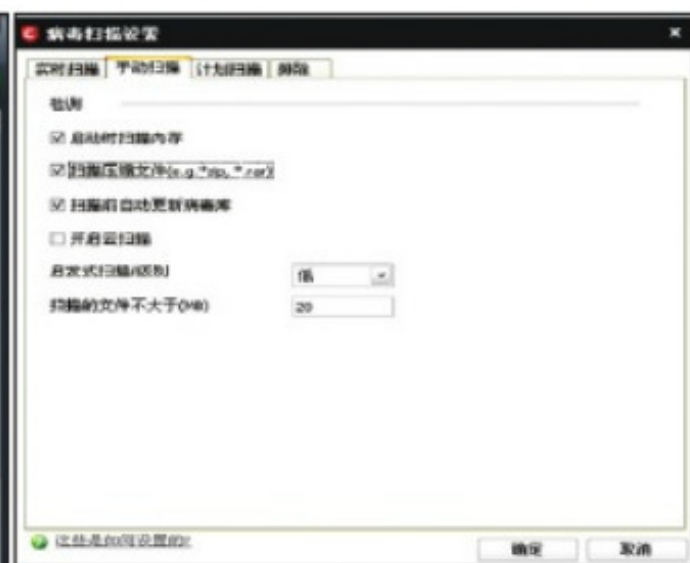 病毒扫描设置
实时扫描 手动扫描 计划扫描 排除
检测
启动时扫描内存
扫描压缩文件(e.g.*zip, *.rar)
扫描前自动更新病毒库
开启云扫描
启发式扫描/级别 低
扫描的文件不大于(MB) 20
这些是如何设置的?
确定 取消